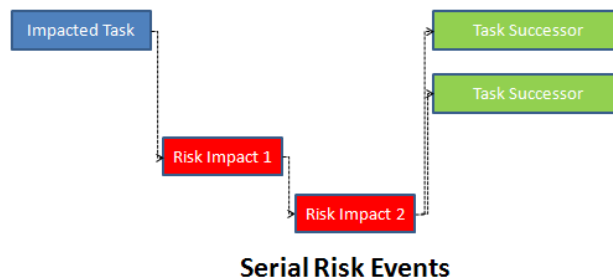 Impacted Task
Task Successor
Task Successor
Risk Impact 1
Risk Impact 2
Serial Risk Events